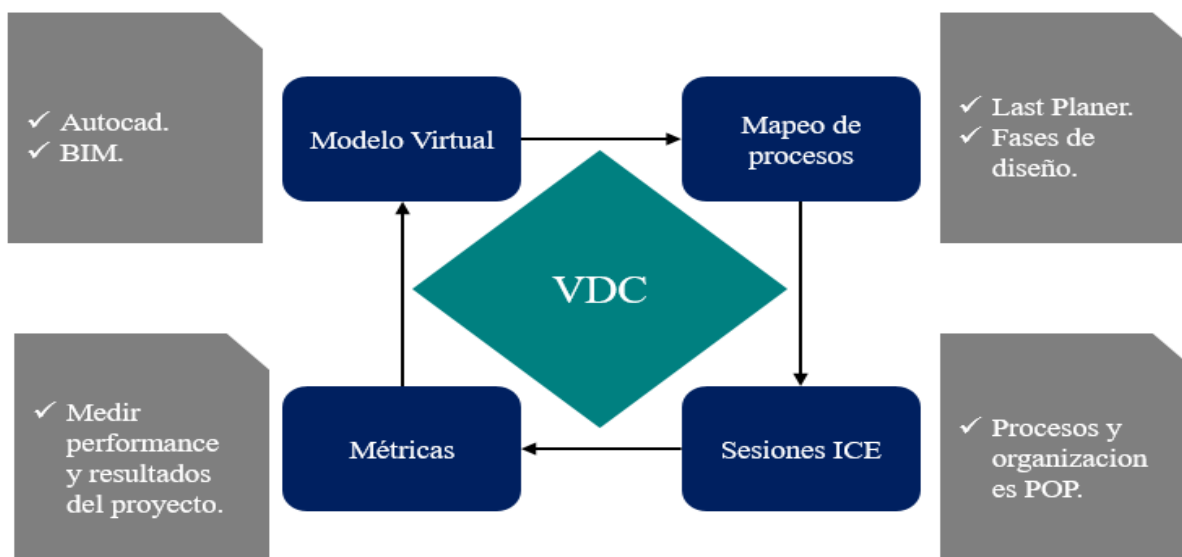 ✓ Autocad.
✓ BIM.
Modelo Virtual
Mapeo de
procesos
✓ Last Planer.
✓ Fases de
diseño.
VDC
✓ Medir
performance
y resultados
del proyecto.
Métricas
Sesiones ICE
✓ Procesos y
organizacion
es POP.